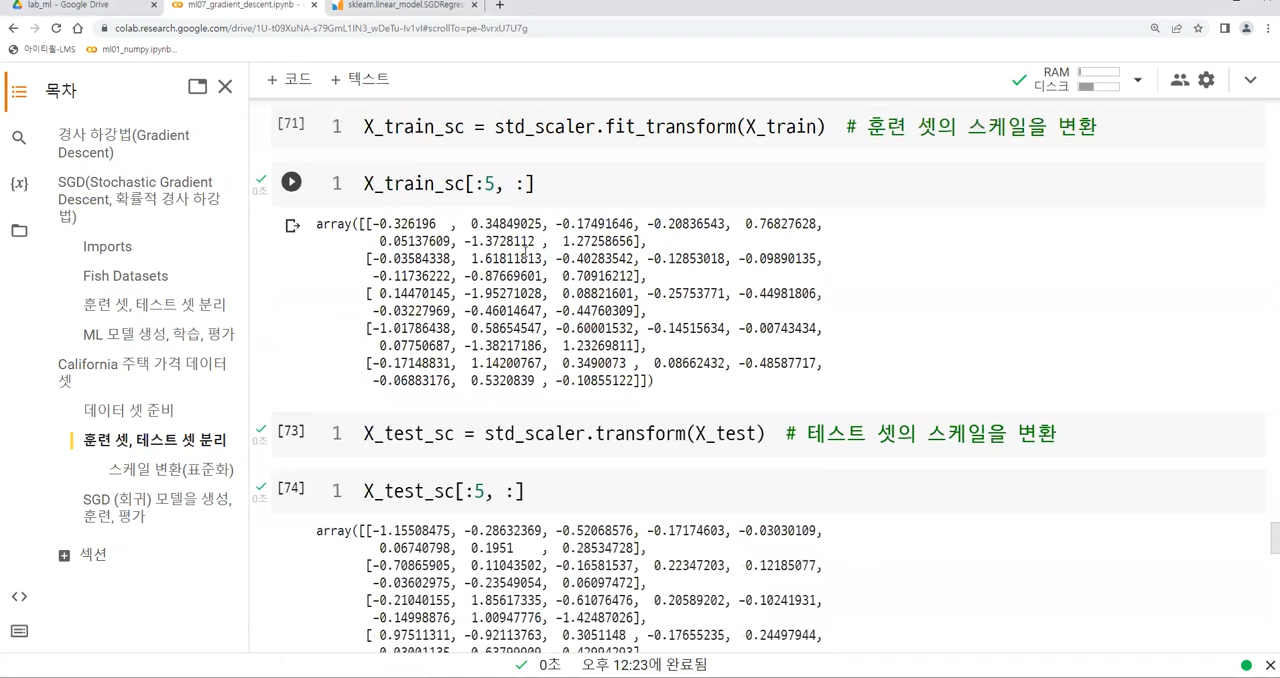 lab_ml - Google Drive
ml07_gradient_descent.ipynb -
sklearn.linear_model.SGDRegres
colab.research.google.com/drive/1U-t09XuNA-s79GmL1IN3_wDeTu-Iv1vI#scrollTo=pe-8vrxU7U7g
아이티윌-LMS
ml01_numpy.ipynb...
목차
+ 코드 + 텍스트
RAM
디스크
경사 하강법(Gradient
Descent)
SGD(Stochastic Gradient
Descent, 확률적 경사 하강
법)
Imports
Fish Datasets
훈련 셋, 테스트 셋 분리
ML 모델 생성, 학습, 평가
California 주택 가격 데이터
셋
데이터 셋 준비
훈련 셋, 테스트 셋 분리
스케일 변환(표준화)
SGD (회귀) 모델을 생성,
훈련, 평가
섹션
{x}
[71] 1 X_train_sc = std_scaler.fit_transform(X_train) # 훈련 셋의 스케일을 변환
0초 1 X_train_sc[:5, :]
array([[-0.326196 , 0.34849025, -0.17491646, -0.20836543, 0.76827628,
0.05137609, -1.3728112 , 1.27258656],
[-0.03584338, 1.61811813, -0.40283542, -0.12853018, -0.09890135,
-0.11736222, -0.87669601, 0.70916212],
[ 0.14470145, -1.95271028, 0.08821601, -0.25753771, -0.44981806,
-0.03227969, -0.46014647, -0.44760309],
[-1.01786438, 0.58654547, -0.60001532, -0.14515634, -0.00743434,
0.07750687, -1.38217186, 1.23269811],
[-0.17148831, 1.14200767, 0.3490073 , 0.08662432, -0.48587717,
-0.06883176, 0.5320839 , -0.10855122]])
0초 [73] 1 X_test_sc = std_scaler.transform(X_test) # 테스트 셋의 스케일을 변환
0초 [74] 1 X_test_sc[:5, :]
array([[-1.15508475, -0.28632369, -0.52068576, -0.17174603, -0.03030109,
0.06740798, 0.1951 , 0.28534728],
[-0.70865905, 0.11043502, -0.16581537, 0.22347203, -0.12185077,
-0.03602975, -0.23549054, 0.06097472],
[-0.21040155, 1.85617335, -0.61076476, 0.20589202, -0.10241931,
-0.14998876, 1.00947776, -1.42487026],
[ 0.97511311, -0.92113763, 0.3051148 , -0.17655235, -0.24497944,
0초 오후 12:23에 완료됨